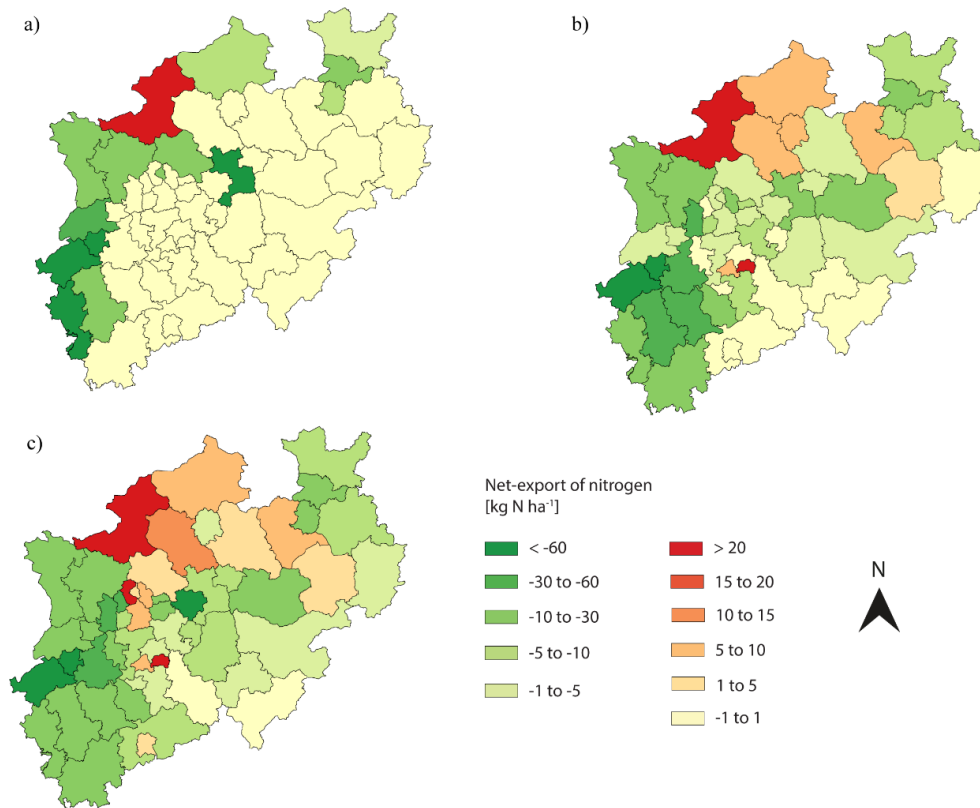 a)
b)
c)
Net-export of nitrogen
[kg N ha⁻¹]
< -60
-30 to -60
-10 to -30
-5 to -10
-1 to -5
> 20
15 to 20
10 to 15
5 to 10
1 to 5
-1 to 1
N